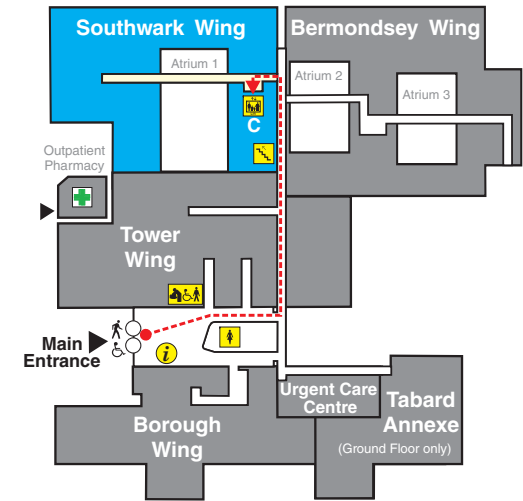 Southwark Wing
Bermondsey Wing
Atrium 1
Atrium 2
Atrium 3
C
Outpatient
Pharmacy
Tower
Wing
Main
Entrance
i
Urgent Care
Centre
Tabard
Annexe
(Ground Floor only)
Borough
Wing